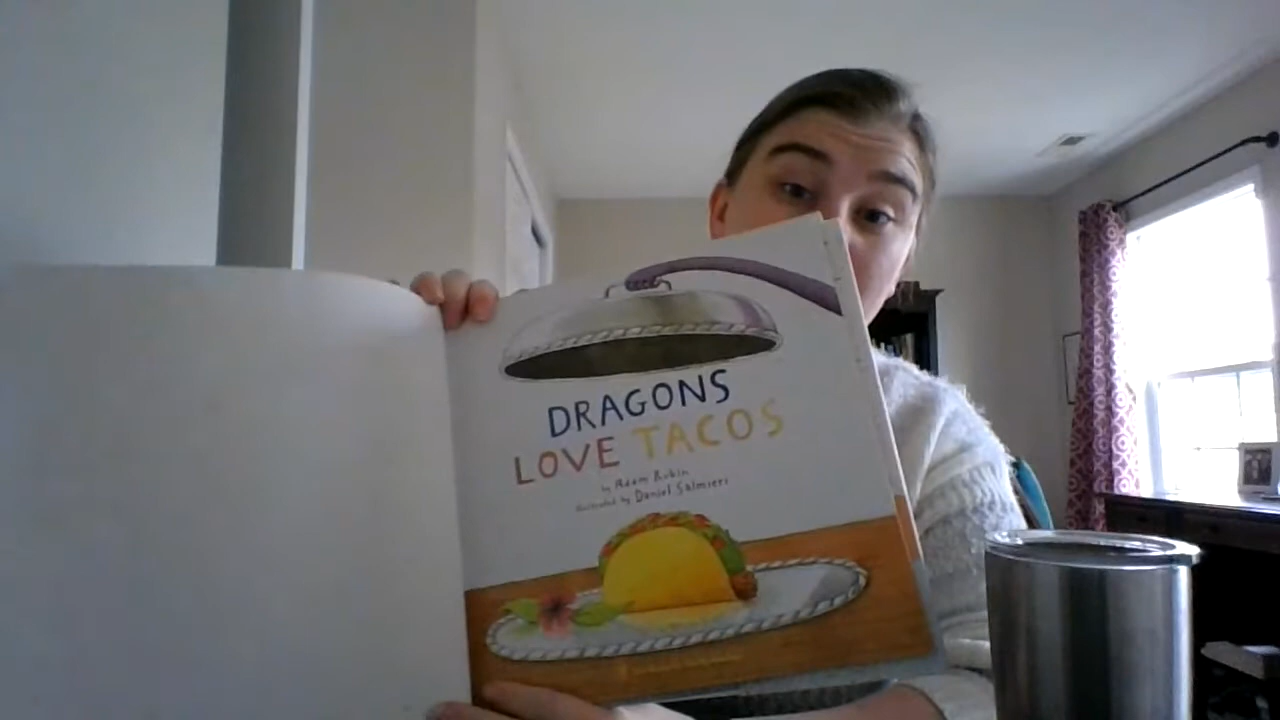 DRAGONS
LOVE TACOS
by Adam Rubin
illustrated by Daniel Salmieri